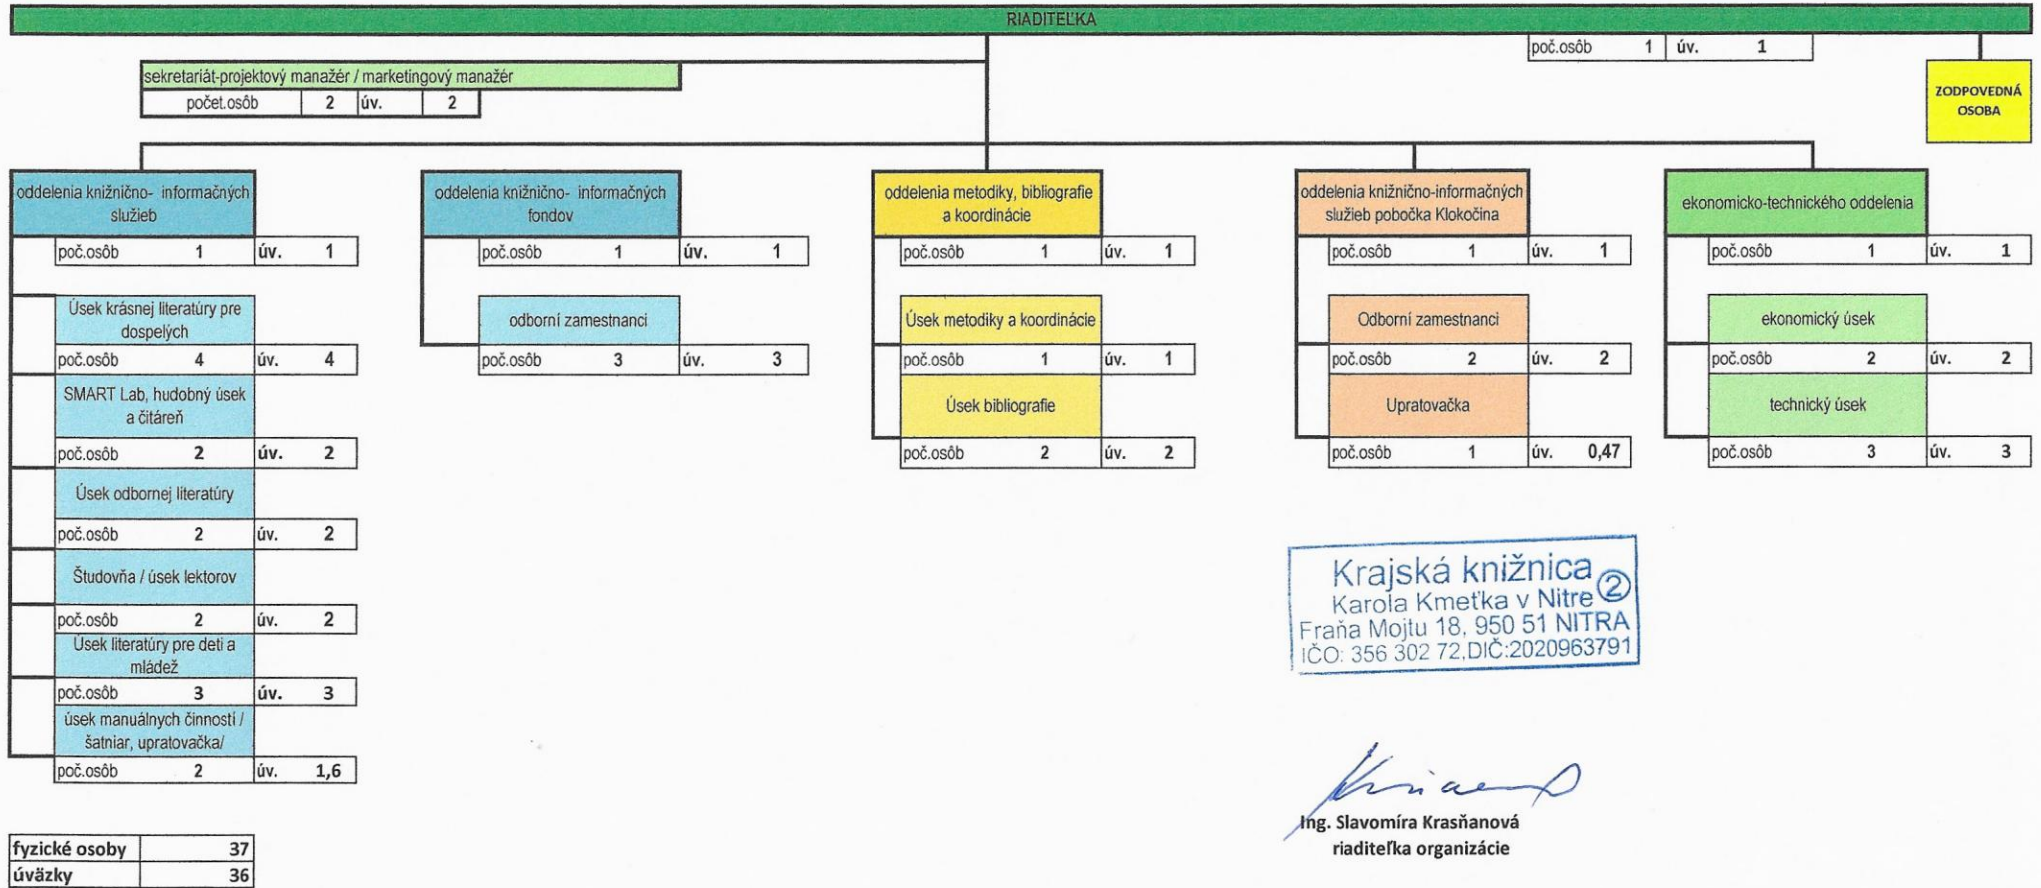 RIADITEĽKA
poč.osôb 1 úv. 1
sekretariát-projektový manažér / marketingový manažér
počet.osôb 2 úv. 2
ZODPOVEDNÁ
OSOBA
oddelenia knižnično- informačných
služieb
poč.osôb 1 úv. 1
Úsek krásnej literatúry pre
dospelých
poč.osôb 4 úv. 4
SMART Lab, hudobný úsek
a čitáreň
poč.osôb 2 úv. 2
Úsek odbornej literatúry
poč.osôb 2 úv. 2
Študovňa / úsek lektorov
poč.osôb 2 úv. 2
Úsek literatúry pre deti a
mládež
poč.osôb 3 úv. 3
úsek manuálnych činností /
šatniar, upratovačka/
poč.osôb 2 úv. 1,6
oddelenia knižnično- informačných
fondov
poč.osôb 1 úv. 1
odborní zamestnanci
poč.osôb 3 úv. 3
oddelenia metodiky, bibliografie
a koordinácie
poč.osôb 1 úv. 1
Úsek metodiky a koordinácie
poč.osôb 1 úv. 1
Úsek bibliografie
poč.osôb 2 úv. 2
oddelenia knižnično-informačných
služieb pobočka Klokočina
poč.osôb 1 úv. 1
Odborní zamestnanci
poč.osôb 2 úv. 2
Upratovačka
poč.osôb 1 úv. 0,47
ekonomicko-technického oddelenia
poč.osôb 1 úv. 1
ekonomický úsek
poč.osôb 2 úv. 2
technický úsek
poč.osôb 3 úv. 3
Krajská knižnica
Karola Kmeťka v Nitre ②
Fraňa Mojtu 18, 950 51 NITRA
IČO: 356 302 72,DIČ:2020963791
Ing. Slavomíra Krasňanová
riaditeľka organizácie
fyzické osoby 37
úväzky 36